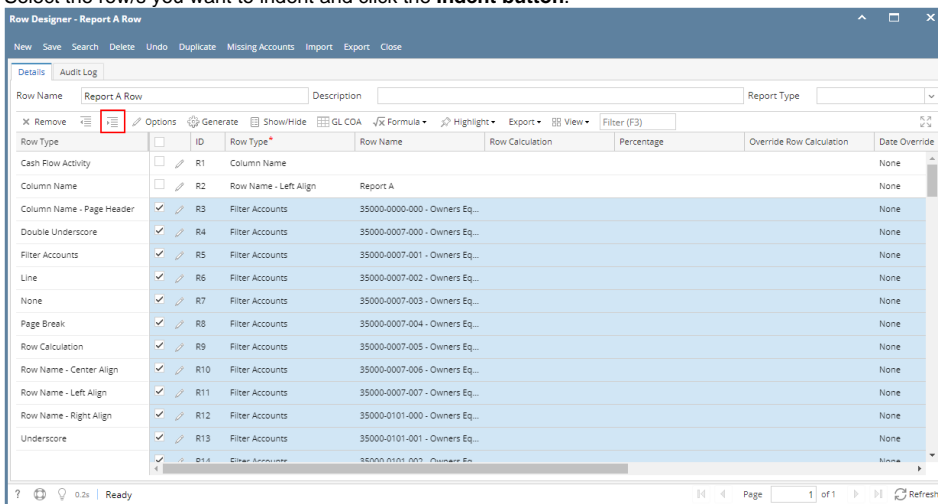 Select the row/s you want to indent and click the Indent button.
Row Designer - Report A Row
New Save Search Delete Undo Duplicate Missing Accounts Import Export Close
Details Audit Log
Row Name Report A Row Description Report Type
× Remove Options Generate Show/Hide GL COA Formula Highlight Export View Filter (F3)
Row Type ID Row Type* Row Name Row Calculation Percentage Override Row Calculation Date Override
Cash Flow Activity R1 Column Name None
Column Name R2 Row Name - Left Align Report A None
Column Name - Page Header R3 Filter Accounts 35000-0000-000 - Owners Eq... None
Double Underscore R4 Filter Accounts 35000-0007-000 - Owners Eq... None
Filter Accounts R5 Filter Accounts 35000-0007-001 - Owners Eq... None
Line R6 Filter Accounts 35000-0007-002 - Owners Eq... None
None R7 Filter Accounts 35000-0007-003 - Owners Eq... None
Page Break R8 Filter Accounts 35000-0007-004 - Owners Eq... None
Row Calculation R9 Filter Accounts 35000-0007-005 - Owners Eq... None
Row Name - Center Align R10 Filter Accounts 35000-0007-006 - Owners Eq... None
Row Name - Left Align R11 Filter Accounts 35000-0007-007 - Owners Eq... None
Row Name - Right Align R12 Filter Accounts 35000-0101-000 - Owners Eq... None
Underscore R13 Filter Accounts 35000-0101-001 - Owners Eq... None
R14 Filter Accounts 35000-0101-002 - Owners Eq... None
? 0.2s Ready Page 1 of 1 Refresh